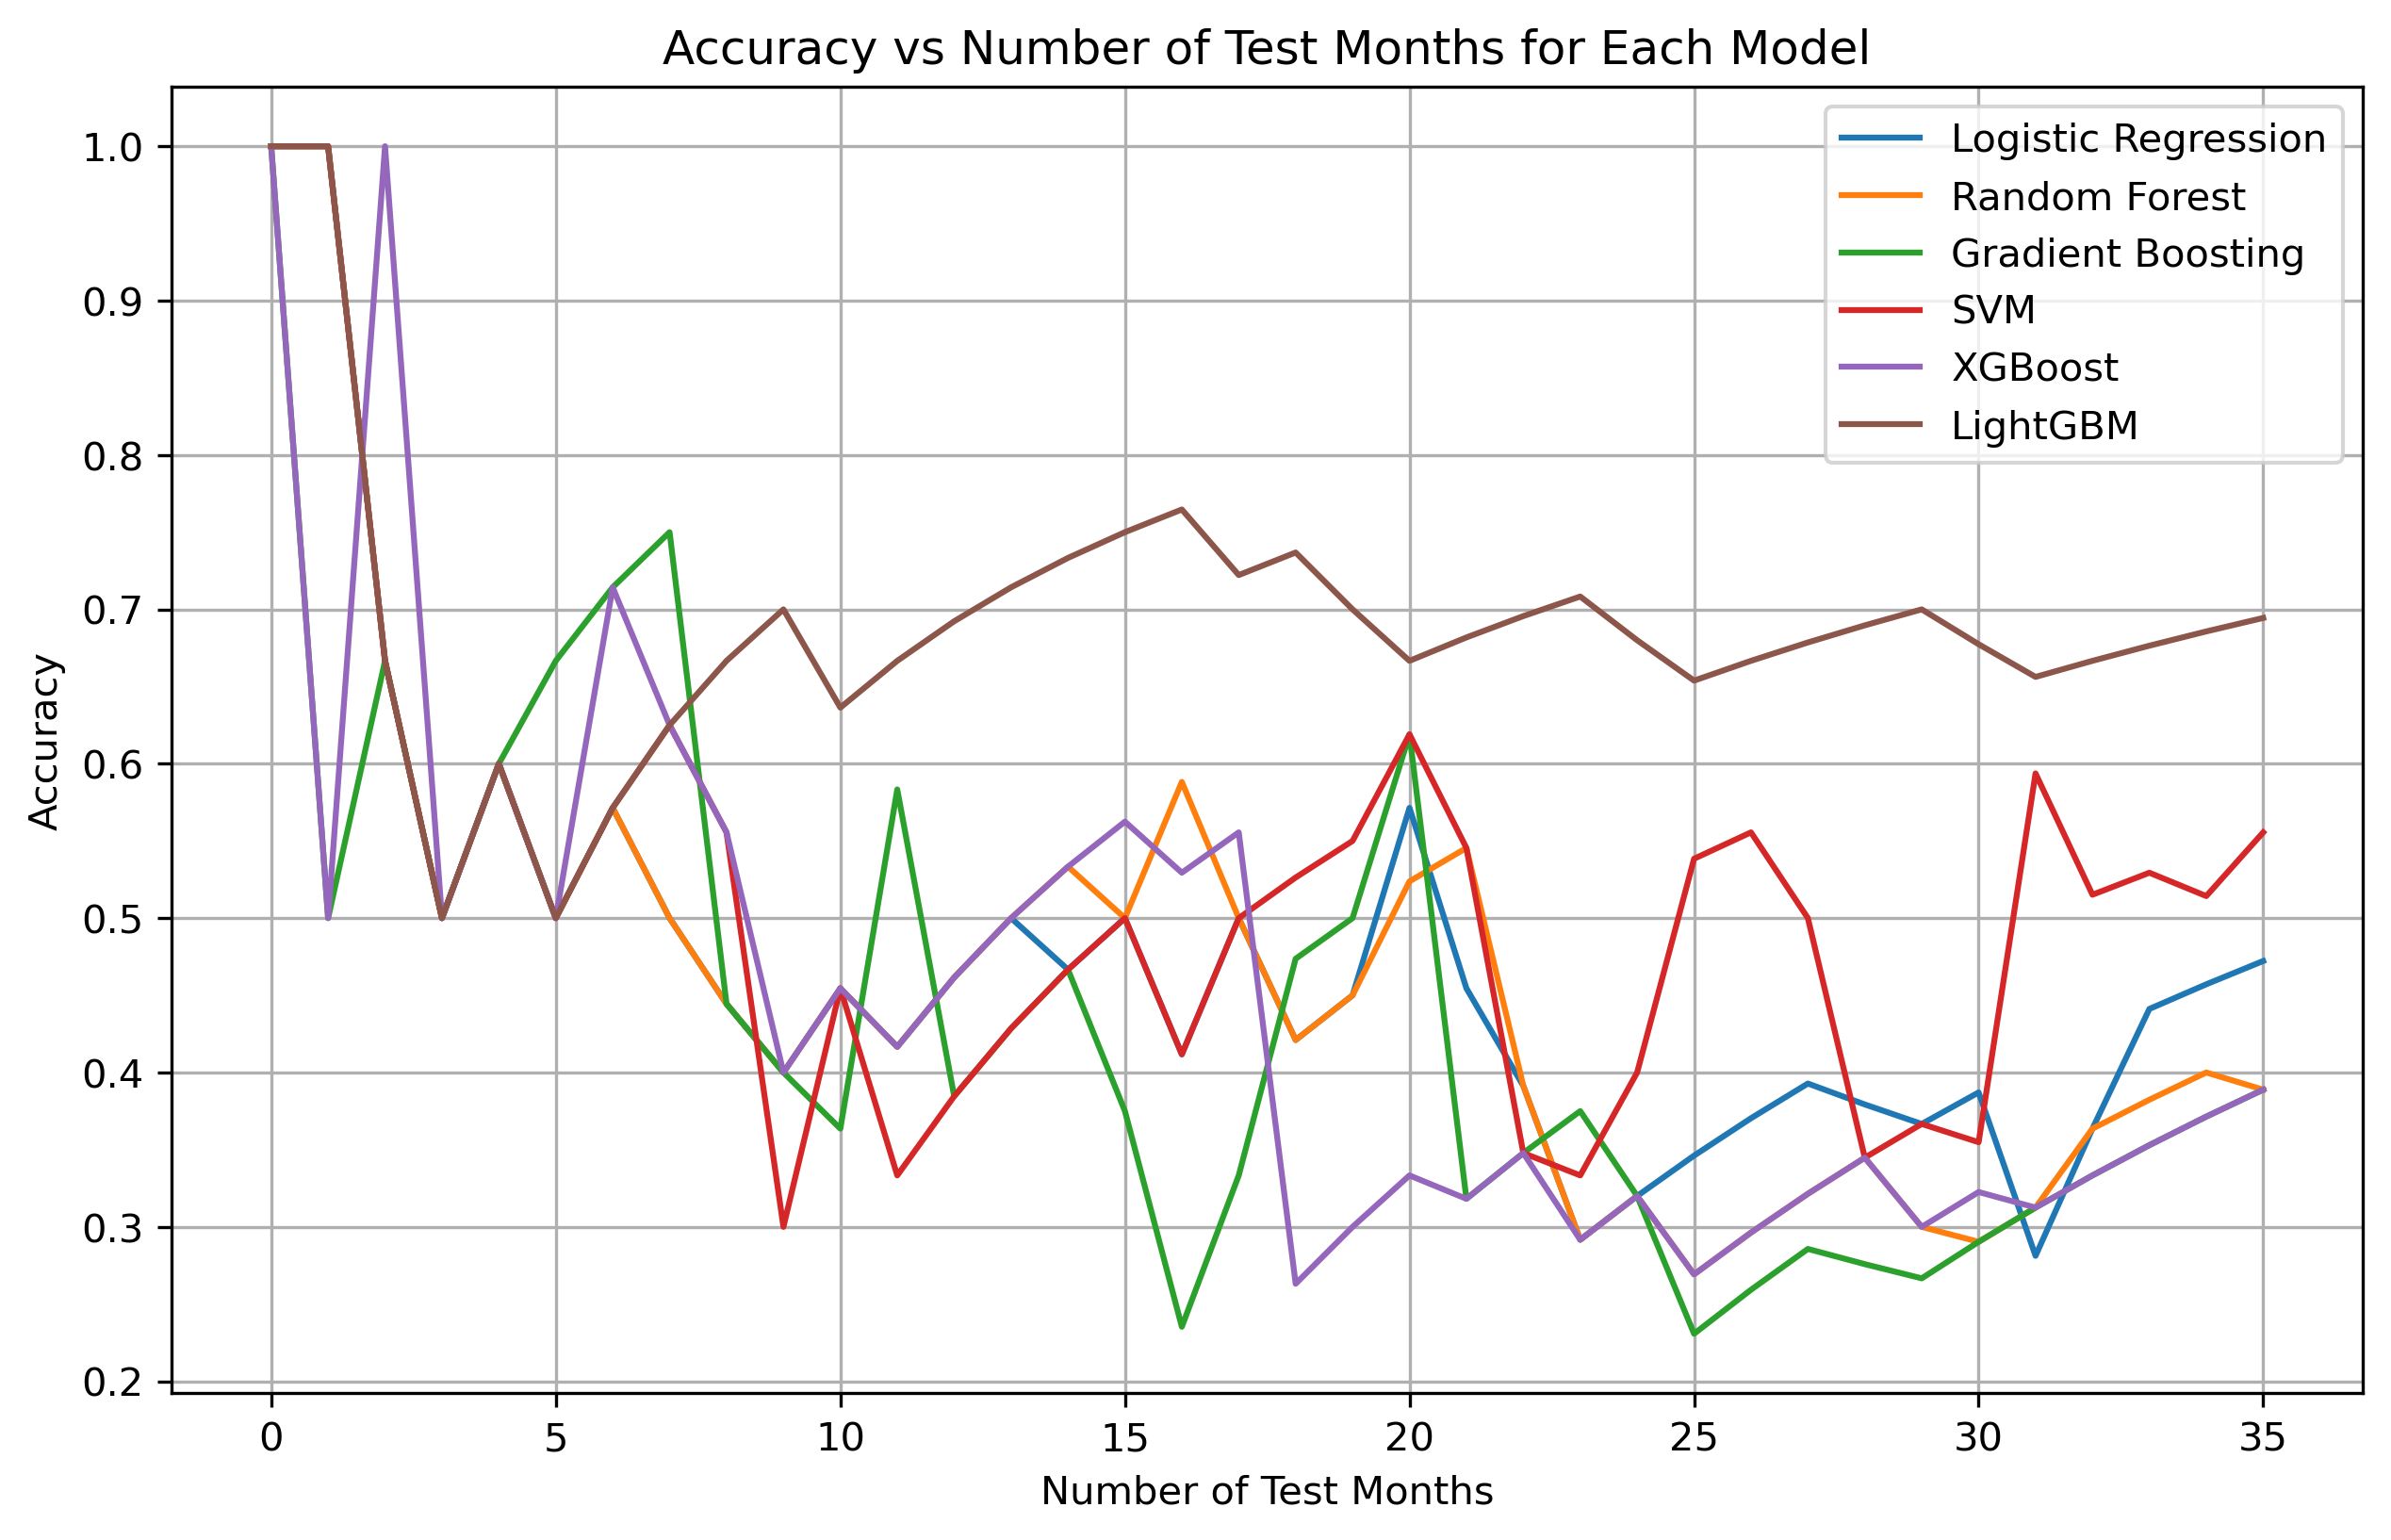 Accuracy vs Number of Test Months for Each Model
Logistic Regression
Random Forest
Gradient Boosting
SVM
XGBoost
LightGBM
Accuracy
1.0
0.9
0.8
0.7
0.6
0.5
0.4
0.3
0.2
0 5 10 15 20 25 30 35
Number of Test Months